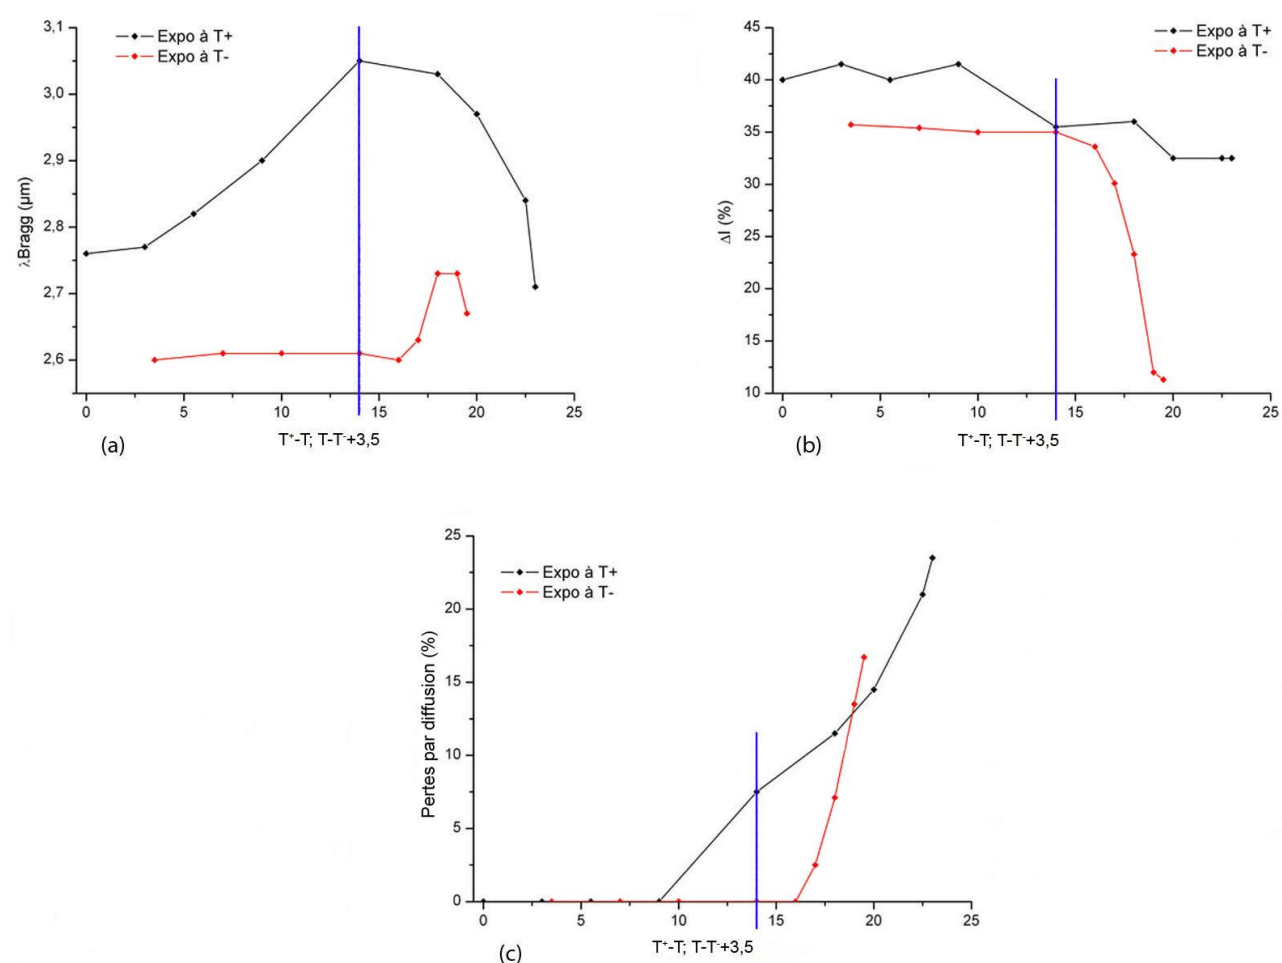 3,1
3,0
2,9
2,8
2,7
2,6
λBragg (µm)
Expo à T+
Expo à T-
0 5 10 15 20 25
T⁺-T; T-T⁻+3,5
(a)
45
40
35
30
25
20
15
10
ΔI (%)
Expo à T+
Expo à T-
0 5 10 15 20 25
T⁺-T; T-T⁻+3,5
(b)
25
20
15
10
5
0
Pertes par diffusion (%)
Expo à T+
Expo à T-
0 5 10 15 20 25
T⁺-T; T-T⁻+3,5
(c)